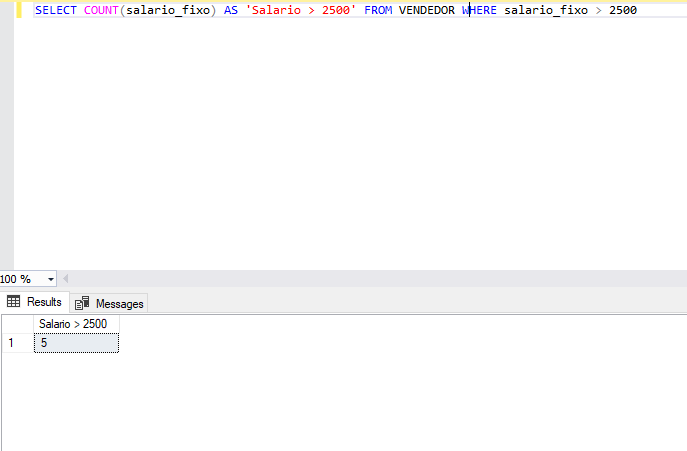 SELECT COUNT(salario_fixo) AS 'Salario > 2500' FROM VENDEDOR WHERE salario_fixo > 2500
100 %
Results Messages
Salario > 2500
1 5